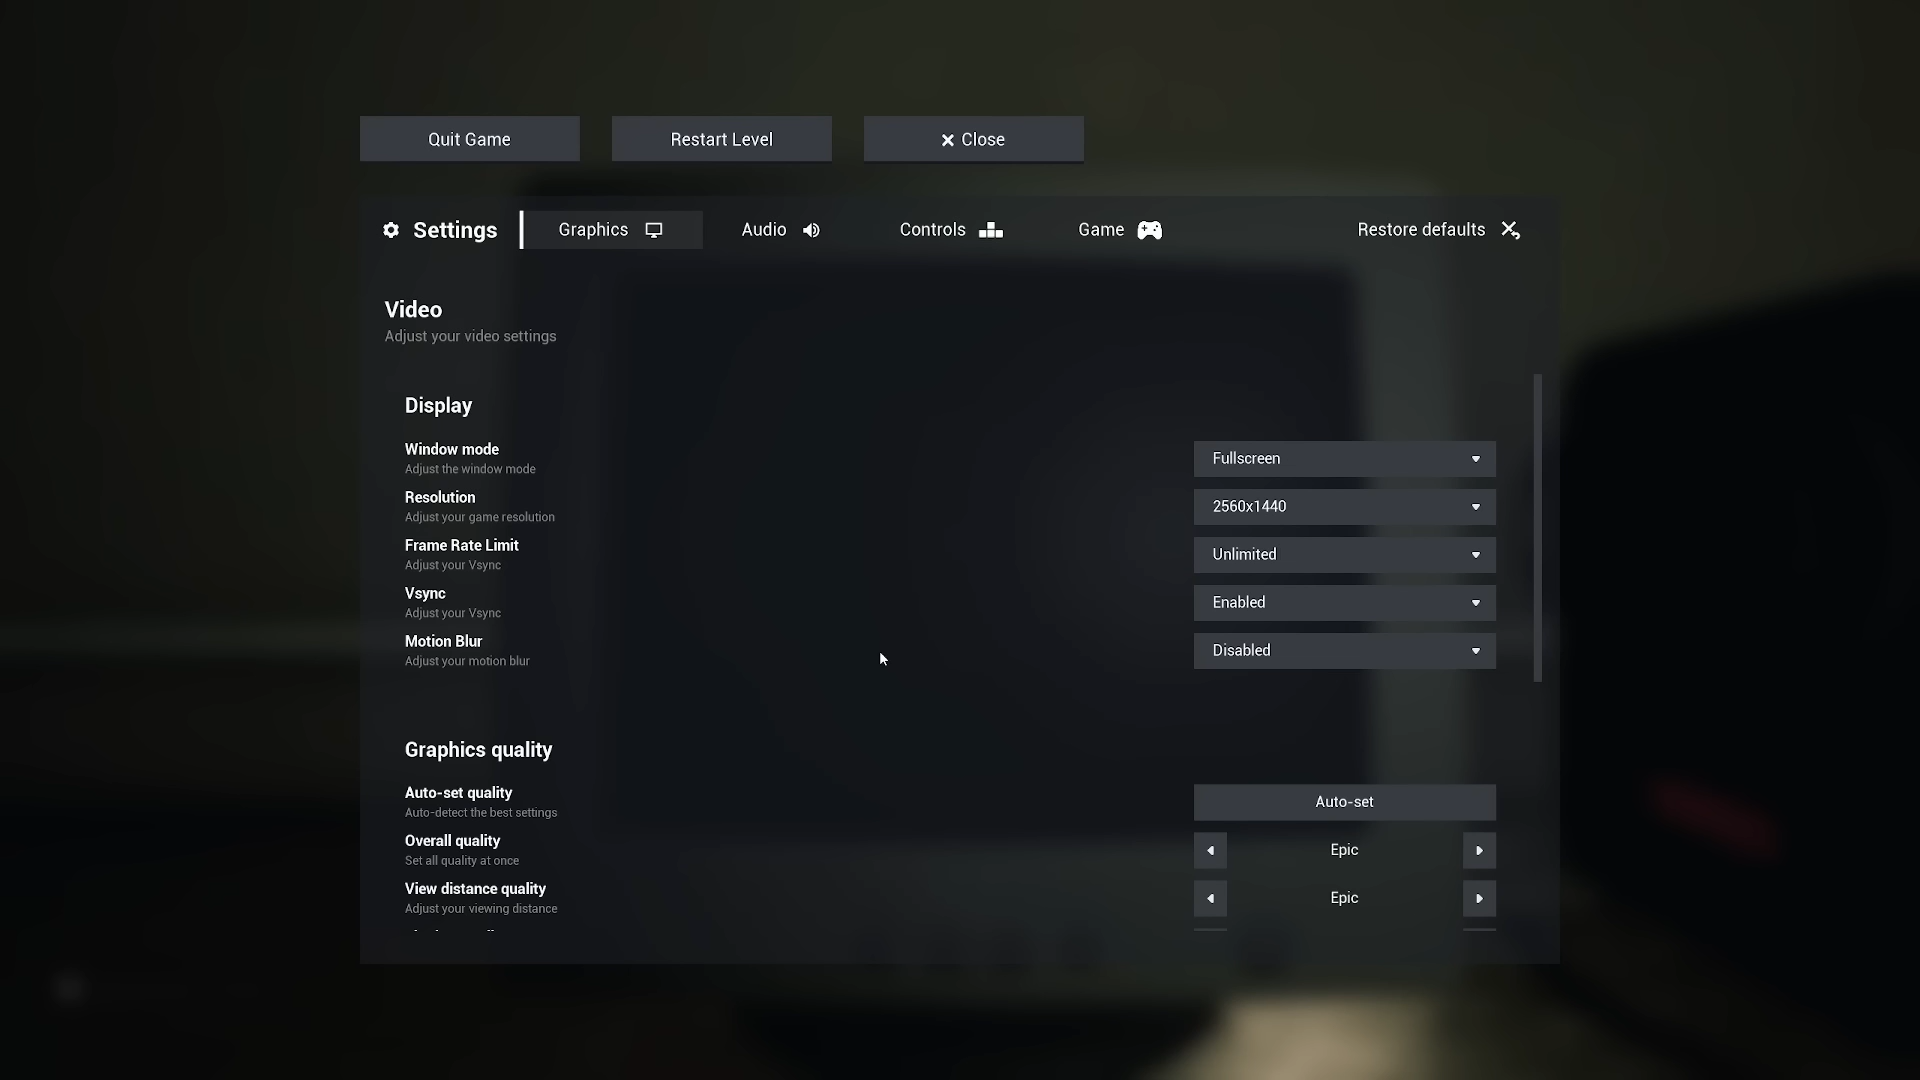 Quit Game
Restart Level
Close
Settings
Graphics
Audio
Controls
Game
Restore defaults
Video
Adjust your video settings
Display
Window mode
Adjust the window mode
Fullscreen
Resolution
Adjust your game resolution
2560x1440
Frame Rate Limit
Adjust your Vsync
Unlimited
Vsync
Adjust your Vsync
Enabled
Motion Blur
Adjust your motion blur
Disabled
Graphics quality
Auto-set quality
Auto-detect the best settings
Auto-set
Overall quality
Set all quality at once
Epic
View distance quality
Adjust your viewing distance
Epic